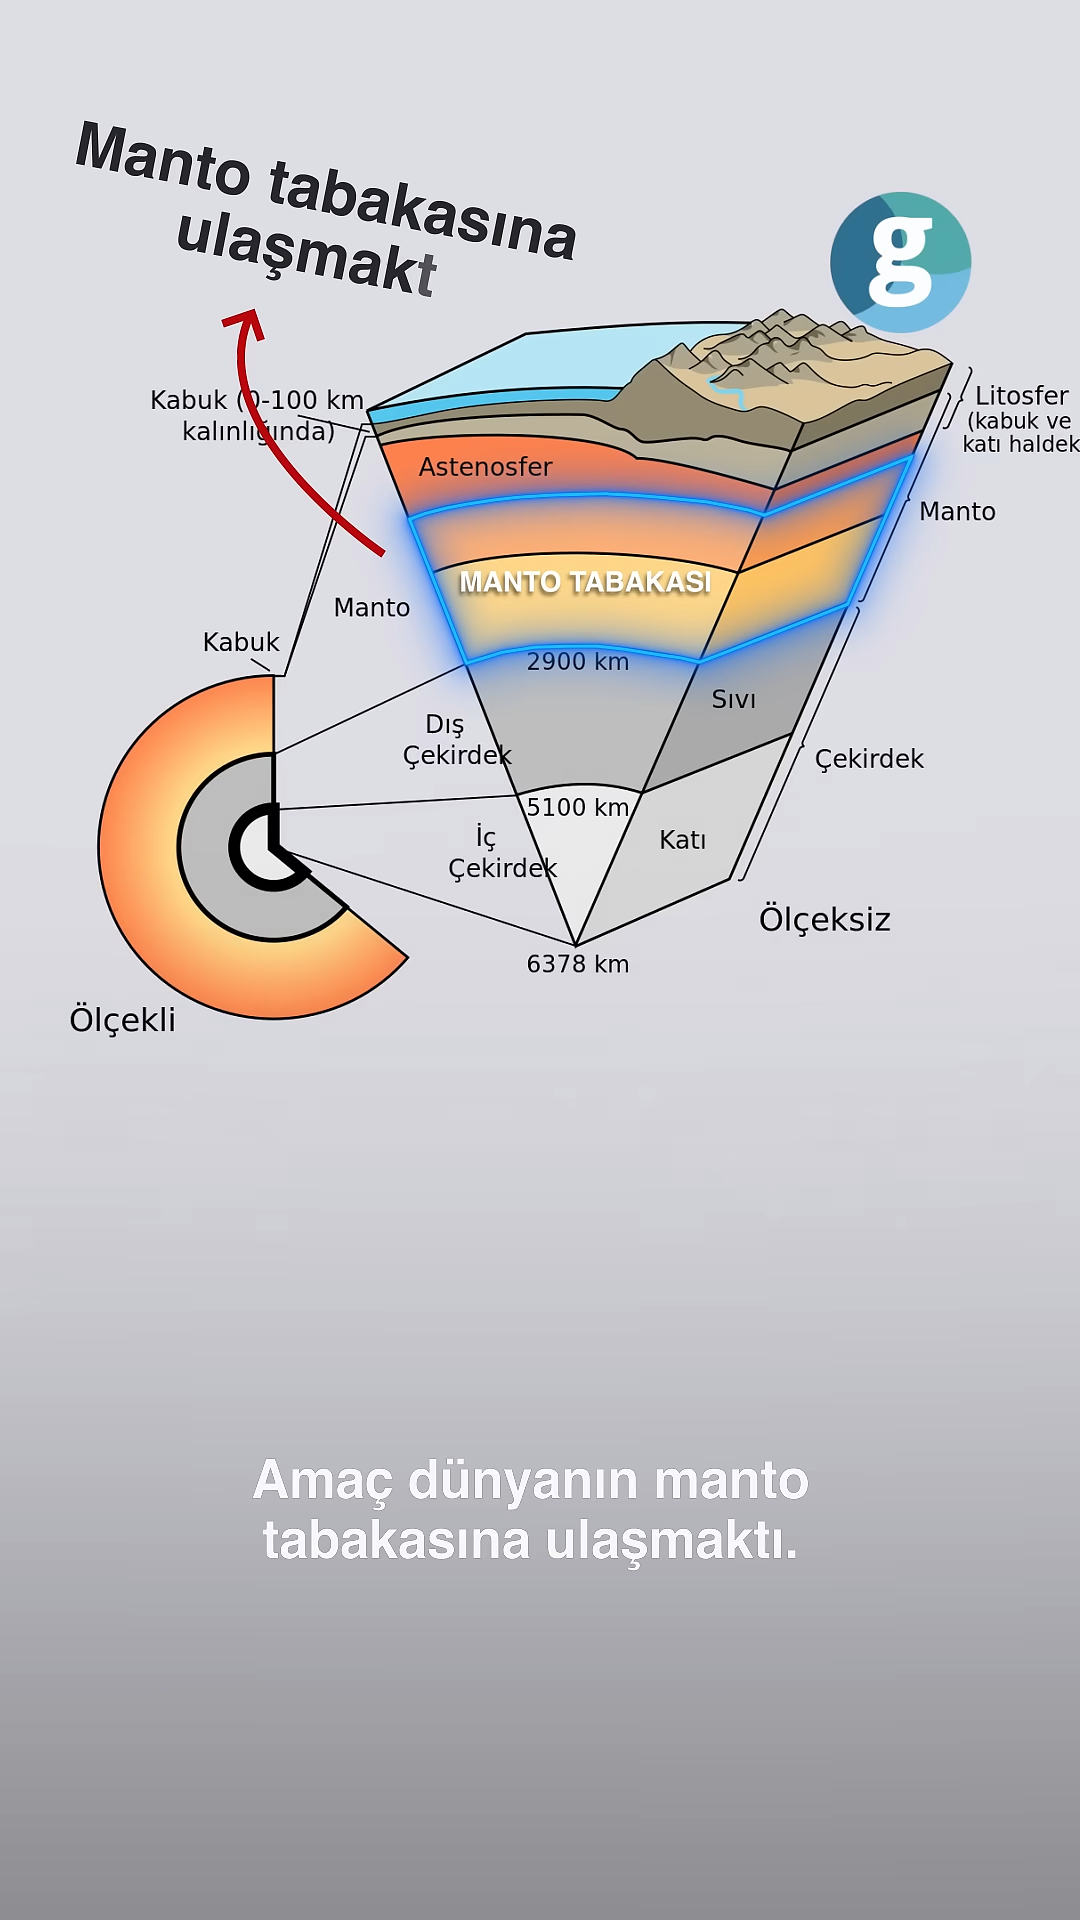 Manto tabakasına
ulaşmakt
g
Kabuk (0-100 km
kalınlığında)
Litosfer
(kabuk ve
katı haldek
Astenosfer
Manto
MANTO TABAKASI
Manto
Kabuk
2900 km
Sıvı
Dış
Çekirdek
Çekirdek
5100 km
İç
Çekirdek
Katı
Ölçeksiz
6378 km
Ölçekli
Amaç dünyanın manto
tabakasına ulaşmaktı.